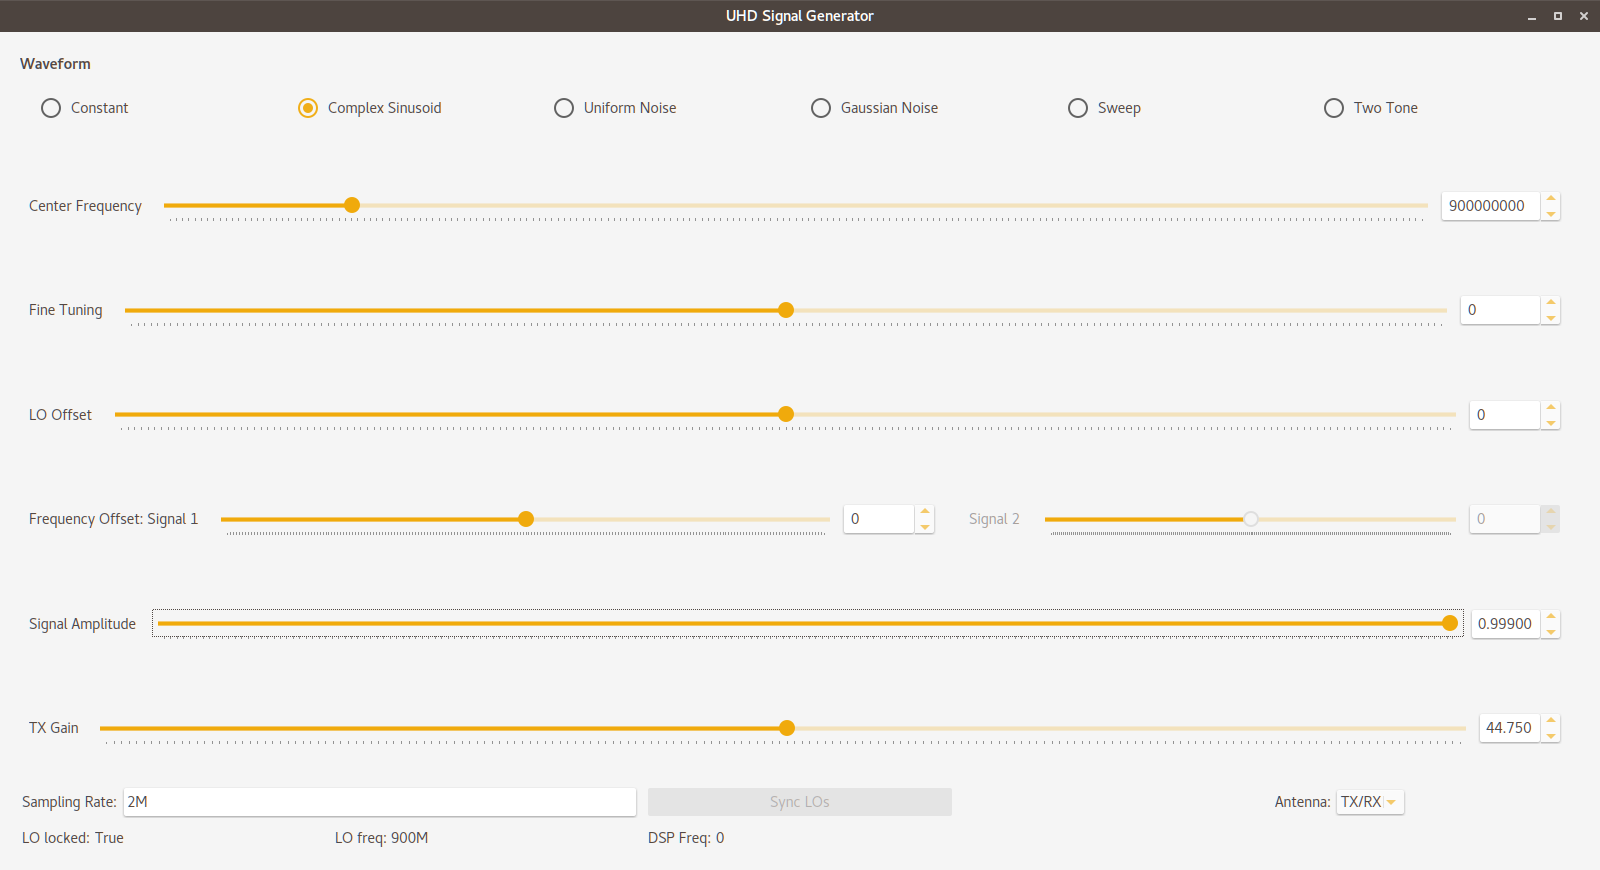 UHD Signal Generator
Waveform
Constant Complex Sinusoid Uniform Noise Gaussian Noise Sweep Two Tone
Center Frequency 900000000
Fine Tuning 0
LO Offset 0
Frequency Offset: Signal 1 0 Signal 2 0
Signal Amplitude 0.99900
TX Gain 44.750
Sampling Rate: 2M Sync LOs Antenna: TX/RX
LO locked: True LO freq: 900M DSP Freq: 0